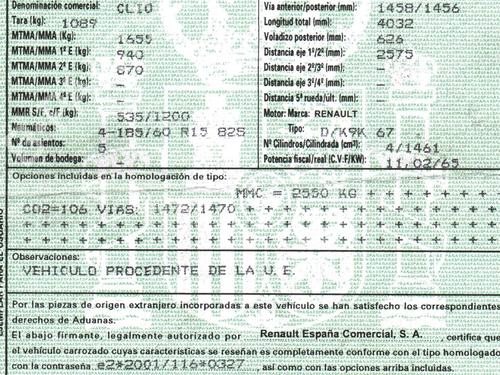 Denominación comercial: CLIO
Tara (kg): 1089
MTMA/MMA (Kg): 1655
MTMA/MMA 1º E (kg): 940
MTMA/MMA 2º E (kg): 870
MTMA/MMA 3º E (kg): -
MTMA/MMA 4º E (kg): -
MMR S/F, c/F (kg): 535/1200
Neumáticos: 4-185/60 R15 82S
Nº de asientos: 5
Volumen de bodega: -
Vía anterior/posterior (mm): 1458/1456
Longitud total (mm): 4032
Voladizo posterior (mm): 626
Distancia eje 1º/2º (mm): 2575
Distancia eje 2º/3º (mm): -
Distancia eje 3º/4º (mm): -
Distancia 5ª rueda/ult. (mm): -
Motor: Marca: RENAULT
Tipo: D/K9K 67
Nº Cilindros/Cilindrada (cm³): 4/1461
Potencia fiscal/real (C.V.F/KW): 11,02/65
Opciones incluidas en la homologación de tipo:
MMC = 2550 KG + + + + + + + +
CO2=106 VIAS: 1472/1470 + + + + + + + + + + +
Observaciones:
VEHICULO PROCEDENTE DE LA U.E.
Por las piezas de origen extranjero incorporadas a este vehículo se han satisfecho los correspondientes
derechos de Aduanas.
El abajo firmante, legalmente autorizado por Renault España Comercial, S. A. , certifica que
el vehículo carrozado cuyas características se reseñan es completamente conforme con el tipo homologado
con la contraseña e2*2001/116*0327 , así como con las opciones arriba incluidas.